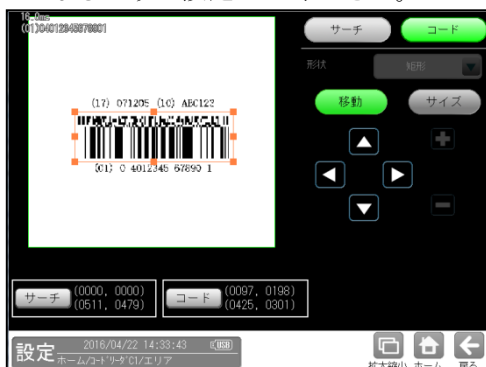 16.0ms
(01)04012345678901
サーチ
コード
形状
矩形
移動
サイズ
(17) 071205 (10) ABC123
(01) 0 4012345 67890 1
サーチ (0000, 0000)
(0511, 0479)
コード (0097, 0198)
(0425, 0301)
設定
2016/04/22 14:33:43 USB
ホーム/コードリーダC1/エリア
拡大縮小 ホーム 戻る